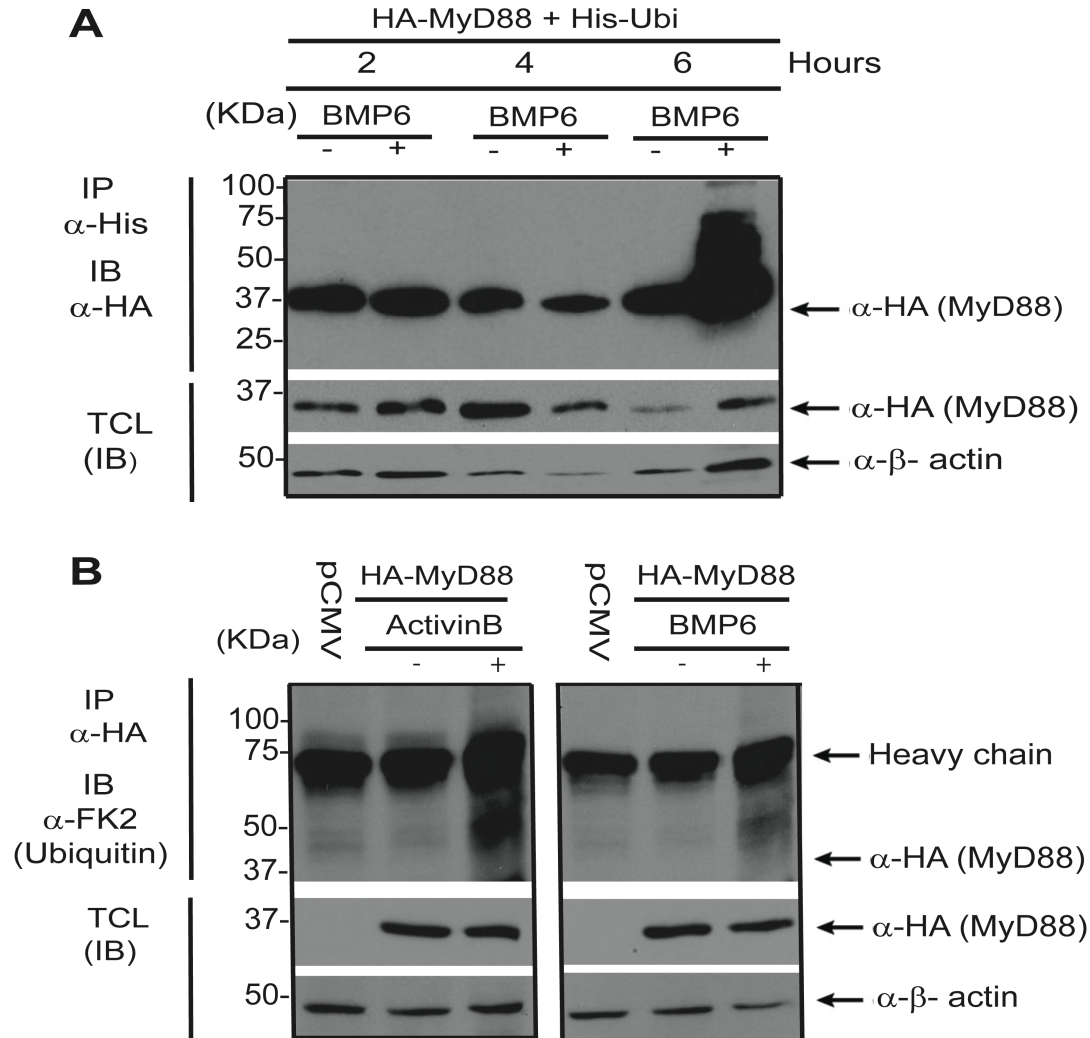 A
HA-MyD88 + His-Ubi
2 4 6 Hours
(KDa) BMP6 BMP6 BMP6
- + - + - +
IP
α-His
IB
α-HA
100-
75-
50-
37-
25-
α-HA (MyD88)
TCL
(IB)
37-
α-HA (MyD88)
50-
α-β- actin
B
pCMV
HA-MyD88
ActivinB
(KDa)
- +
pCMV
HA-MyD88
BMP6
- +
IP
α-HA
IB
α-FK2
(Ubiquitin)
100-
75-
50-
37-
Heavy chain
α-HA (MyD88)
TCL
(IB)
37-
α-HA (MyD88)
50-
α-β- actin